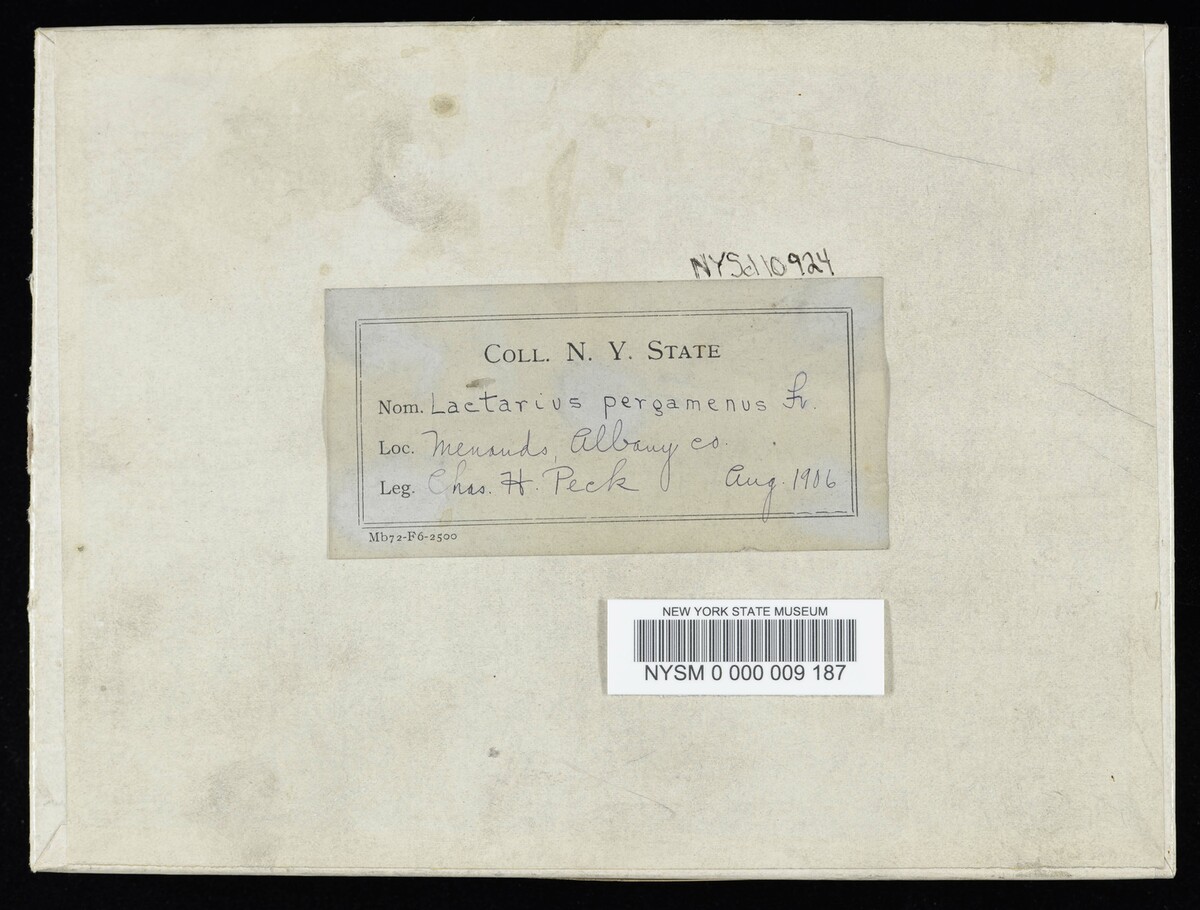 NYSd110924
COLL. N. Y. STATE
Nom. Lactarius pergamenus Fr.
Loc. Menands, Albany co.
Leg. Chas. H. Peck Aug. 1906
Mb72-F6-2500
NEW YORK STATE MUSEUM
NYSM 0 000 009 187